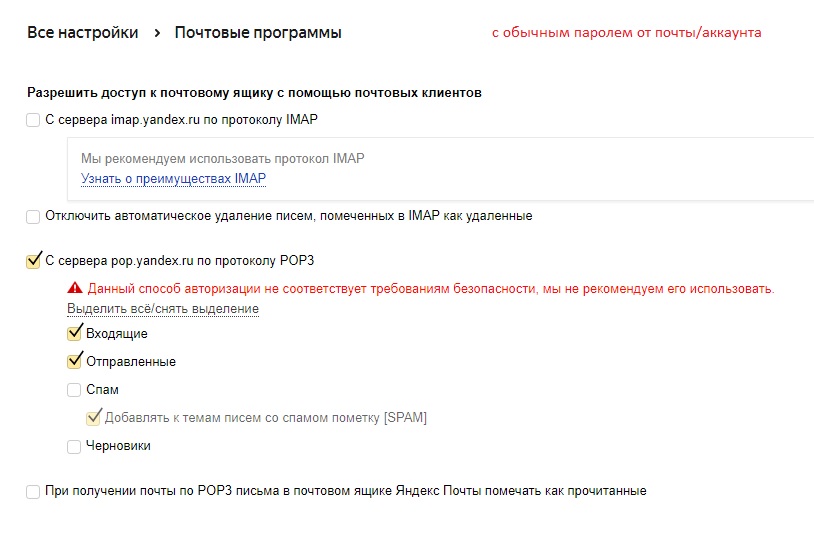 Все настройки › Почтовые программы
с обычным паролем от почты/аккаунта
Разрешить доступ к почтовому ящику с помощью почтовых клиентов
С сервера imap.yandex.ru по протоколу IMAP
Мы рекомендуем использовать протокол IMAP
Узнать о преимуществах IMAP
Отключить автоматическое удаление писем, помеченных в IMAP как удаленные
С сервера pop.yandex.ru по протоколу POP3
Данный способ авторизации не соответствует требованиям безопасности, мы не рекомендуем его использовать.
Выделить всё/снять выделение
Входящие
Отправленные
Спам
Добавлять к темам писем со спамом пометку [SPAM]
Черновики
При получении почты по POP3 письма в почтовом ящике Яндекс Почты помечать как прочитанные